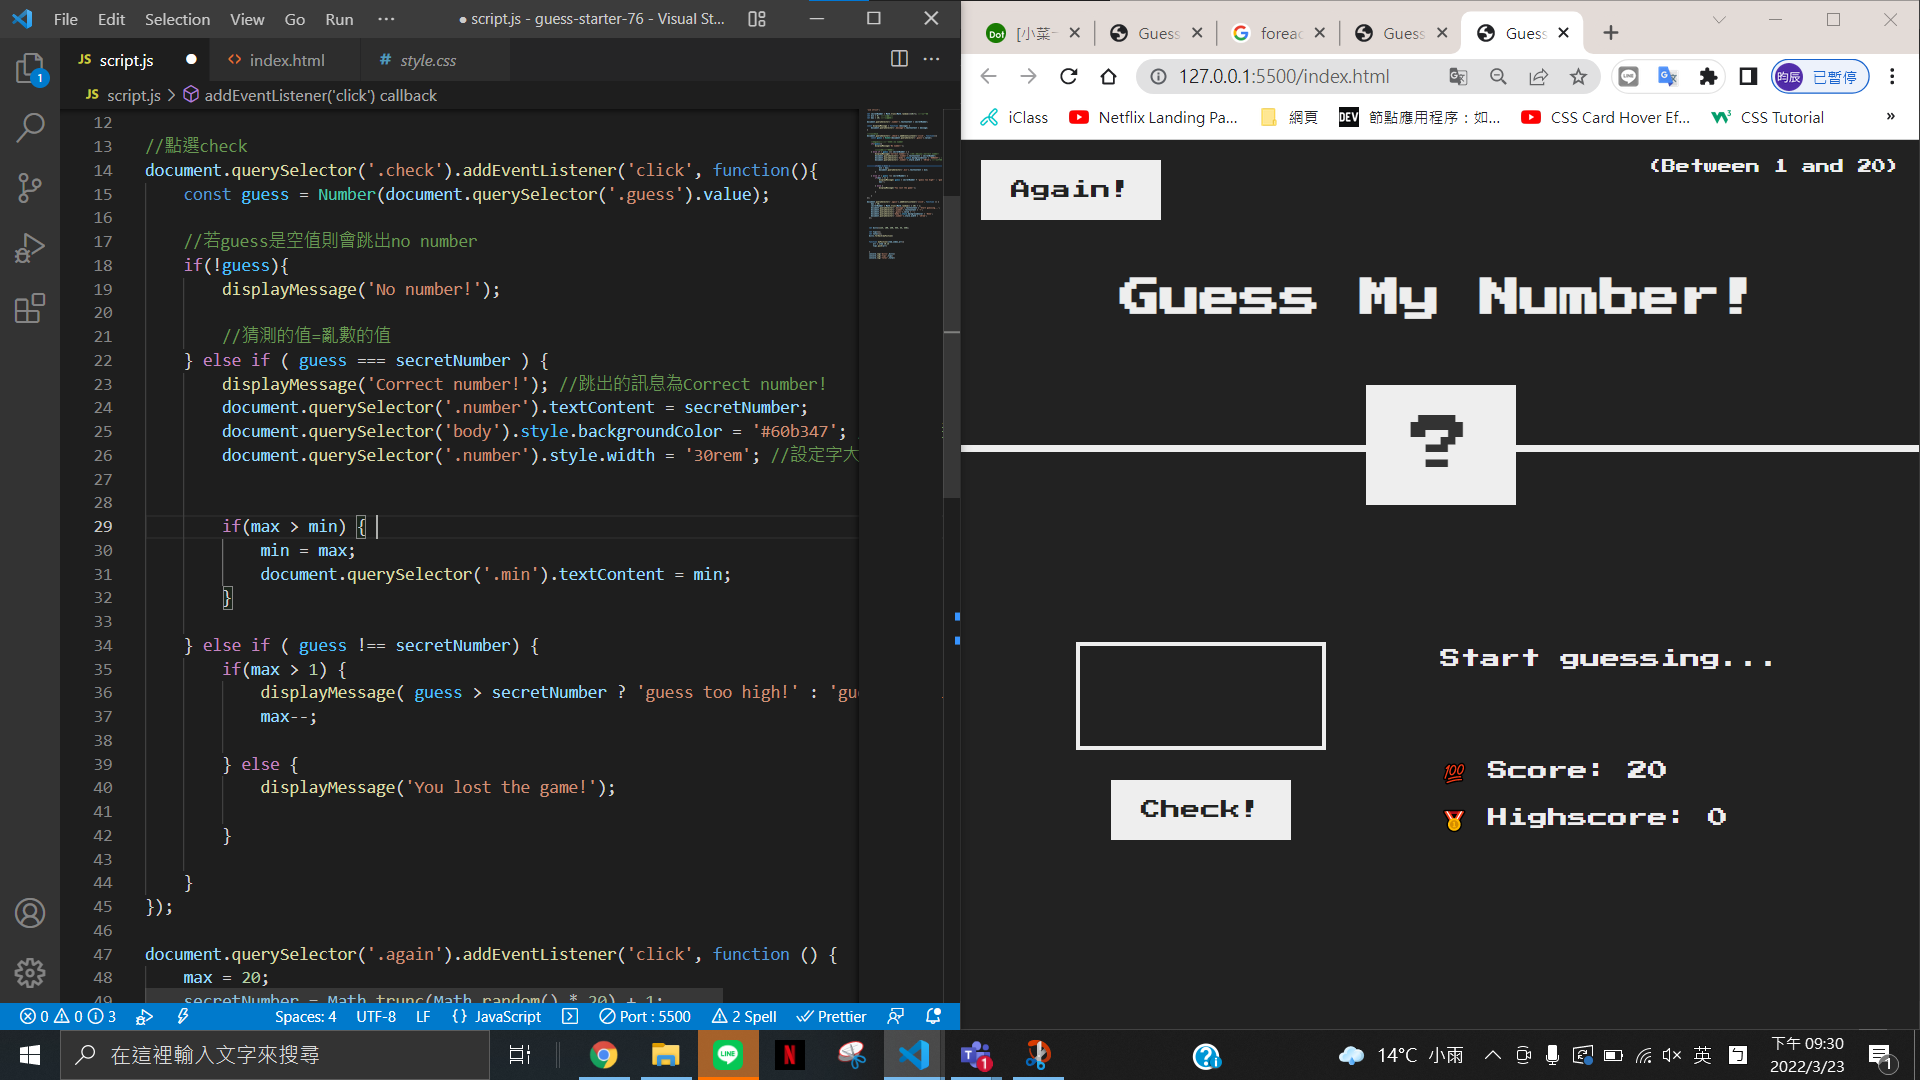 File Edit Selection View Go Run ··· ● script.js - guess-starter-76 - Visual St...
JS script.js ● <> index.html # style.css
JS script.js > addEventListener('click') callback
12
13 //點選check
14 document.querySelector('.check').addEventListener('click', function(){
15 const guess = Number(document.querySelector('.guess').value);
16
17 //若guess是空值則會跳出no number
18 if(!guess){
19 displayMessage('No number!');
20
21 //猜測的值=亂數的值
22 } else if ( guess === secretNumber ) {
23 displayMessage('Correct number!'); //跳出的訊息為Correct number!
24 document.querySelector('.number').textContent = secretNumber;
25 document.querySelector('body').style.backgroundColor = '#60b347';
26 document.querySelector('.number').style.width = '30rem'; //設定字大
27
28
29 if(max > min) {
30 min = max;
31 document.querySelector('.min').textContent = min;
32 }
33
34 } else if ( guess !== secretNumber) {
35 if(max > 1) {
36 displayMessage( guess > secretNumber ? 'guess too high!' : 'gu
37 max--;
38
39 } else {
40 displayMessage('You lost the game!');
41
42 }
43
44 }
45 });
46
47 document.querySelector('.again').addEventListener('click', function () {
48 max = 20;
49 secretNumber = Math.trunc(Math.random() * 20) + 1;
1
0 0 3 Spaces: 4 UTF-8 LF {} JavaScript Port : 5500 2 Spell Prettier
Dot [小菜一 Guess foreac Guess Guess
127.0.0.1:5500/index.html 昀辰 已暫停
iClass Netflix Landing Pa... 網頁 DEV 節點應用程序：如... CSS Card Hover Ef... CSS Tutorial »
Again! (Between 1 and 20)
Guess My Number!
?
Start guessing...
💯 Score: 20
Check!
🥇 Highscore: 0
在這裡輸入文字來搜尋 LINE N 1 14°C 小雨 英 下午 09:30
2022/3/23 1